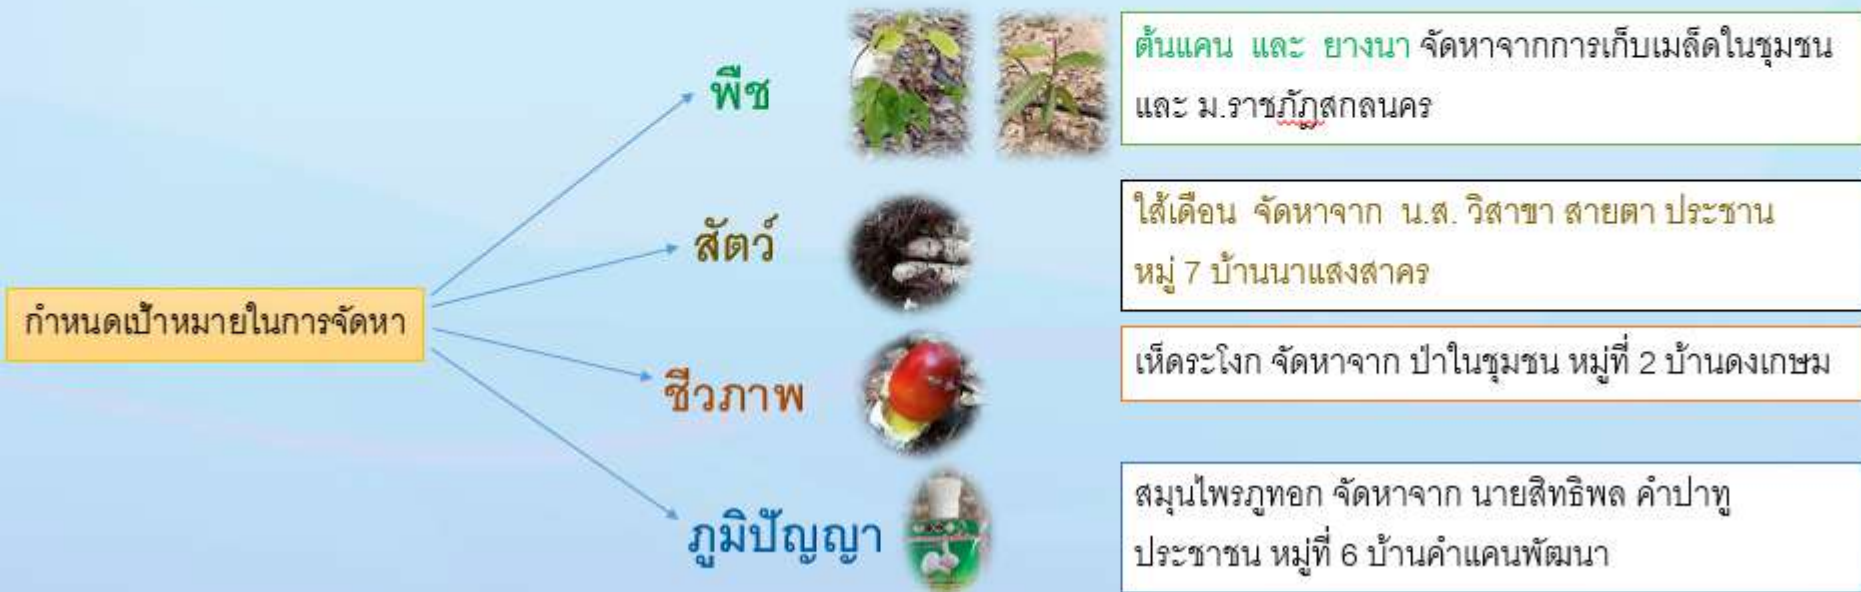 พืช
ต้นแคน และ ยางนา จัดหาจากการเก็บเมล็ดในชุมชน
และ ม.ราชภัฏสกลนคร
สัตว์
ใส้เดือน จัดหาจาก น.ส. วิสาขา สายตา ประชาน
หมู่ 7 บ้านนาแสงสาคร
กำหนดเป้าหมายในการจัดหา
ชีวภาพ
เห็ดระโงก จัดหาจาก ป่าในชุมชน หมู่ที่ 2 บ้านดงเกษม
ภูมิปัญญา
สมุนไพรภูทอก จัดหาจาก นายสิทธิพล คำปาทู
ประชาชน หมู่ที่ 6 บ้านคำแคนพัฒนา